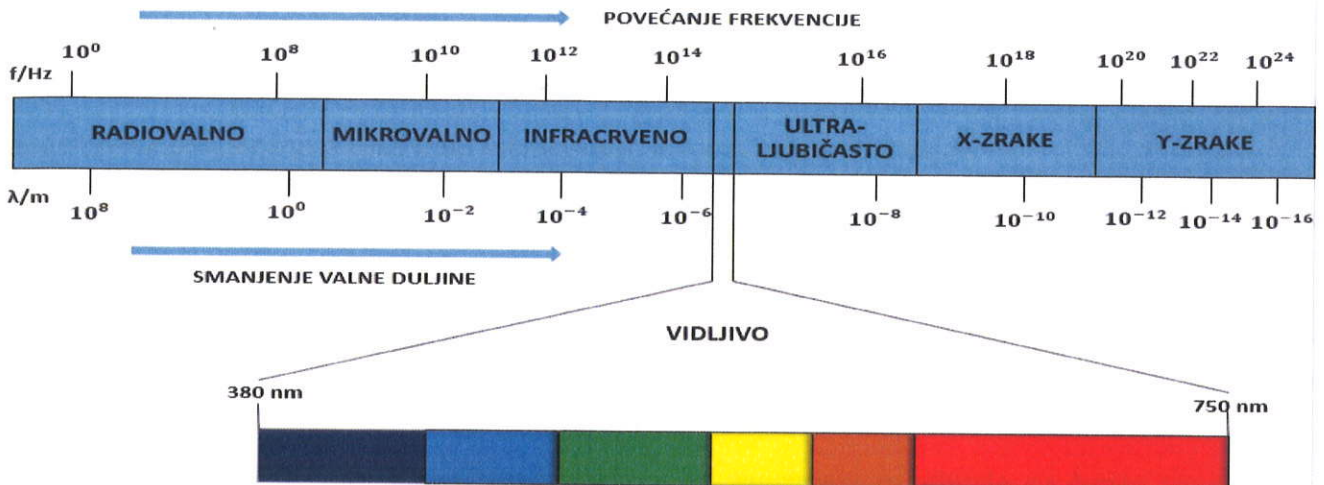 POVEĆANJE FREKVENCIJE
f/Hz 10⁰ 10⁸ 10¹⁰ 10¹² 10¹⁴ 10¹⁶ 10¹⁸ 10²⁰ 10²² 10²⁴
RADIOVALNO MIKROVALNO INFRACRVENO ULTRA-
LJUBIČASTO X-ZRAKE Y-ZRAKE
λ/m 10⁸ 10⁰ 10⁻² 10⁻⁴ 10⁻⁶ 10⁻⁸ 10⁻¹⁰ 10⁻¹² 10⁻¹⁴ 10⁻¹⁶
SMANJENJE VALNE DULJINE
VIDLJIVO
380 nm 750 nm